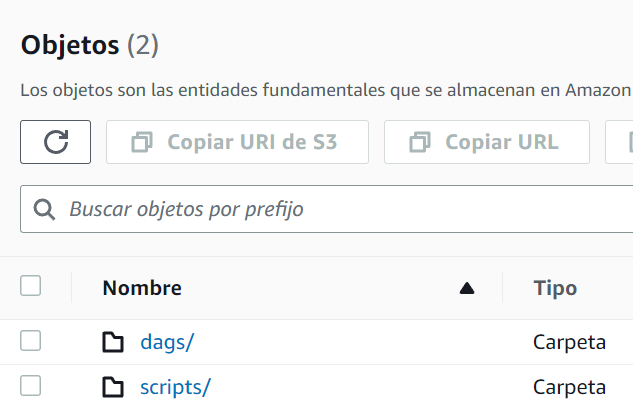 Objetos (2)
Los objetos son las entidades fundamentales que se almacenan en Amazon
Copiar URI de S3 Copiar URL
Buscar objetos por prefijo
Nombre Tipo
dags/ Carpeta
scripts/ Carpeta